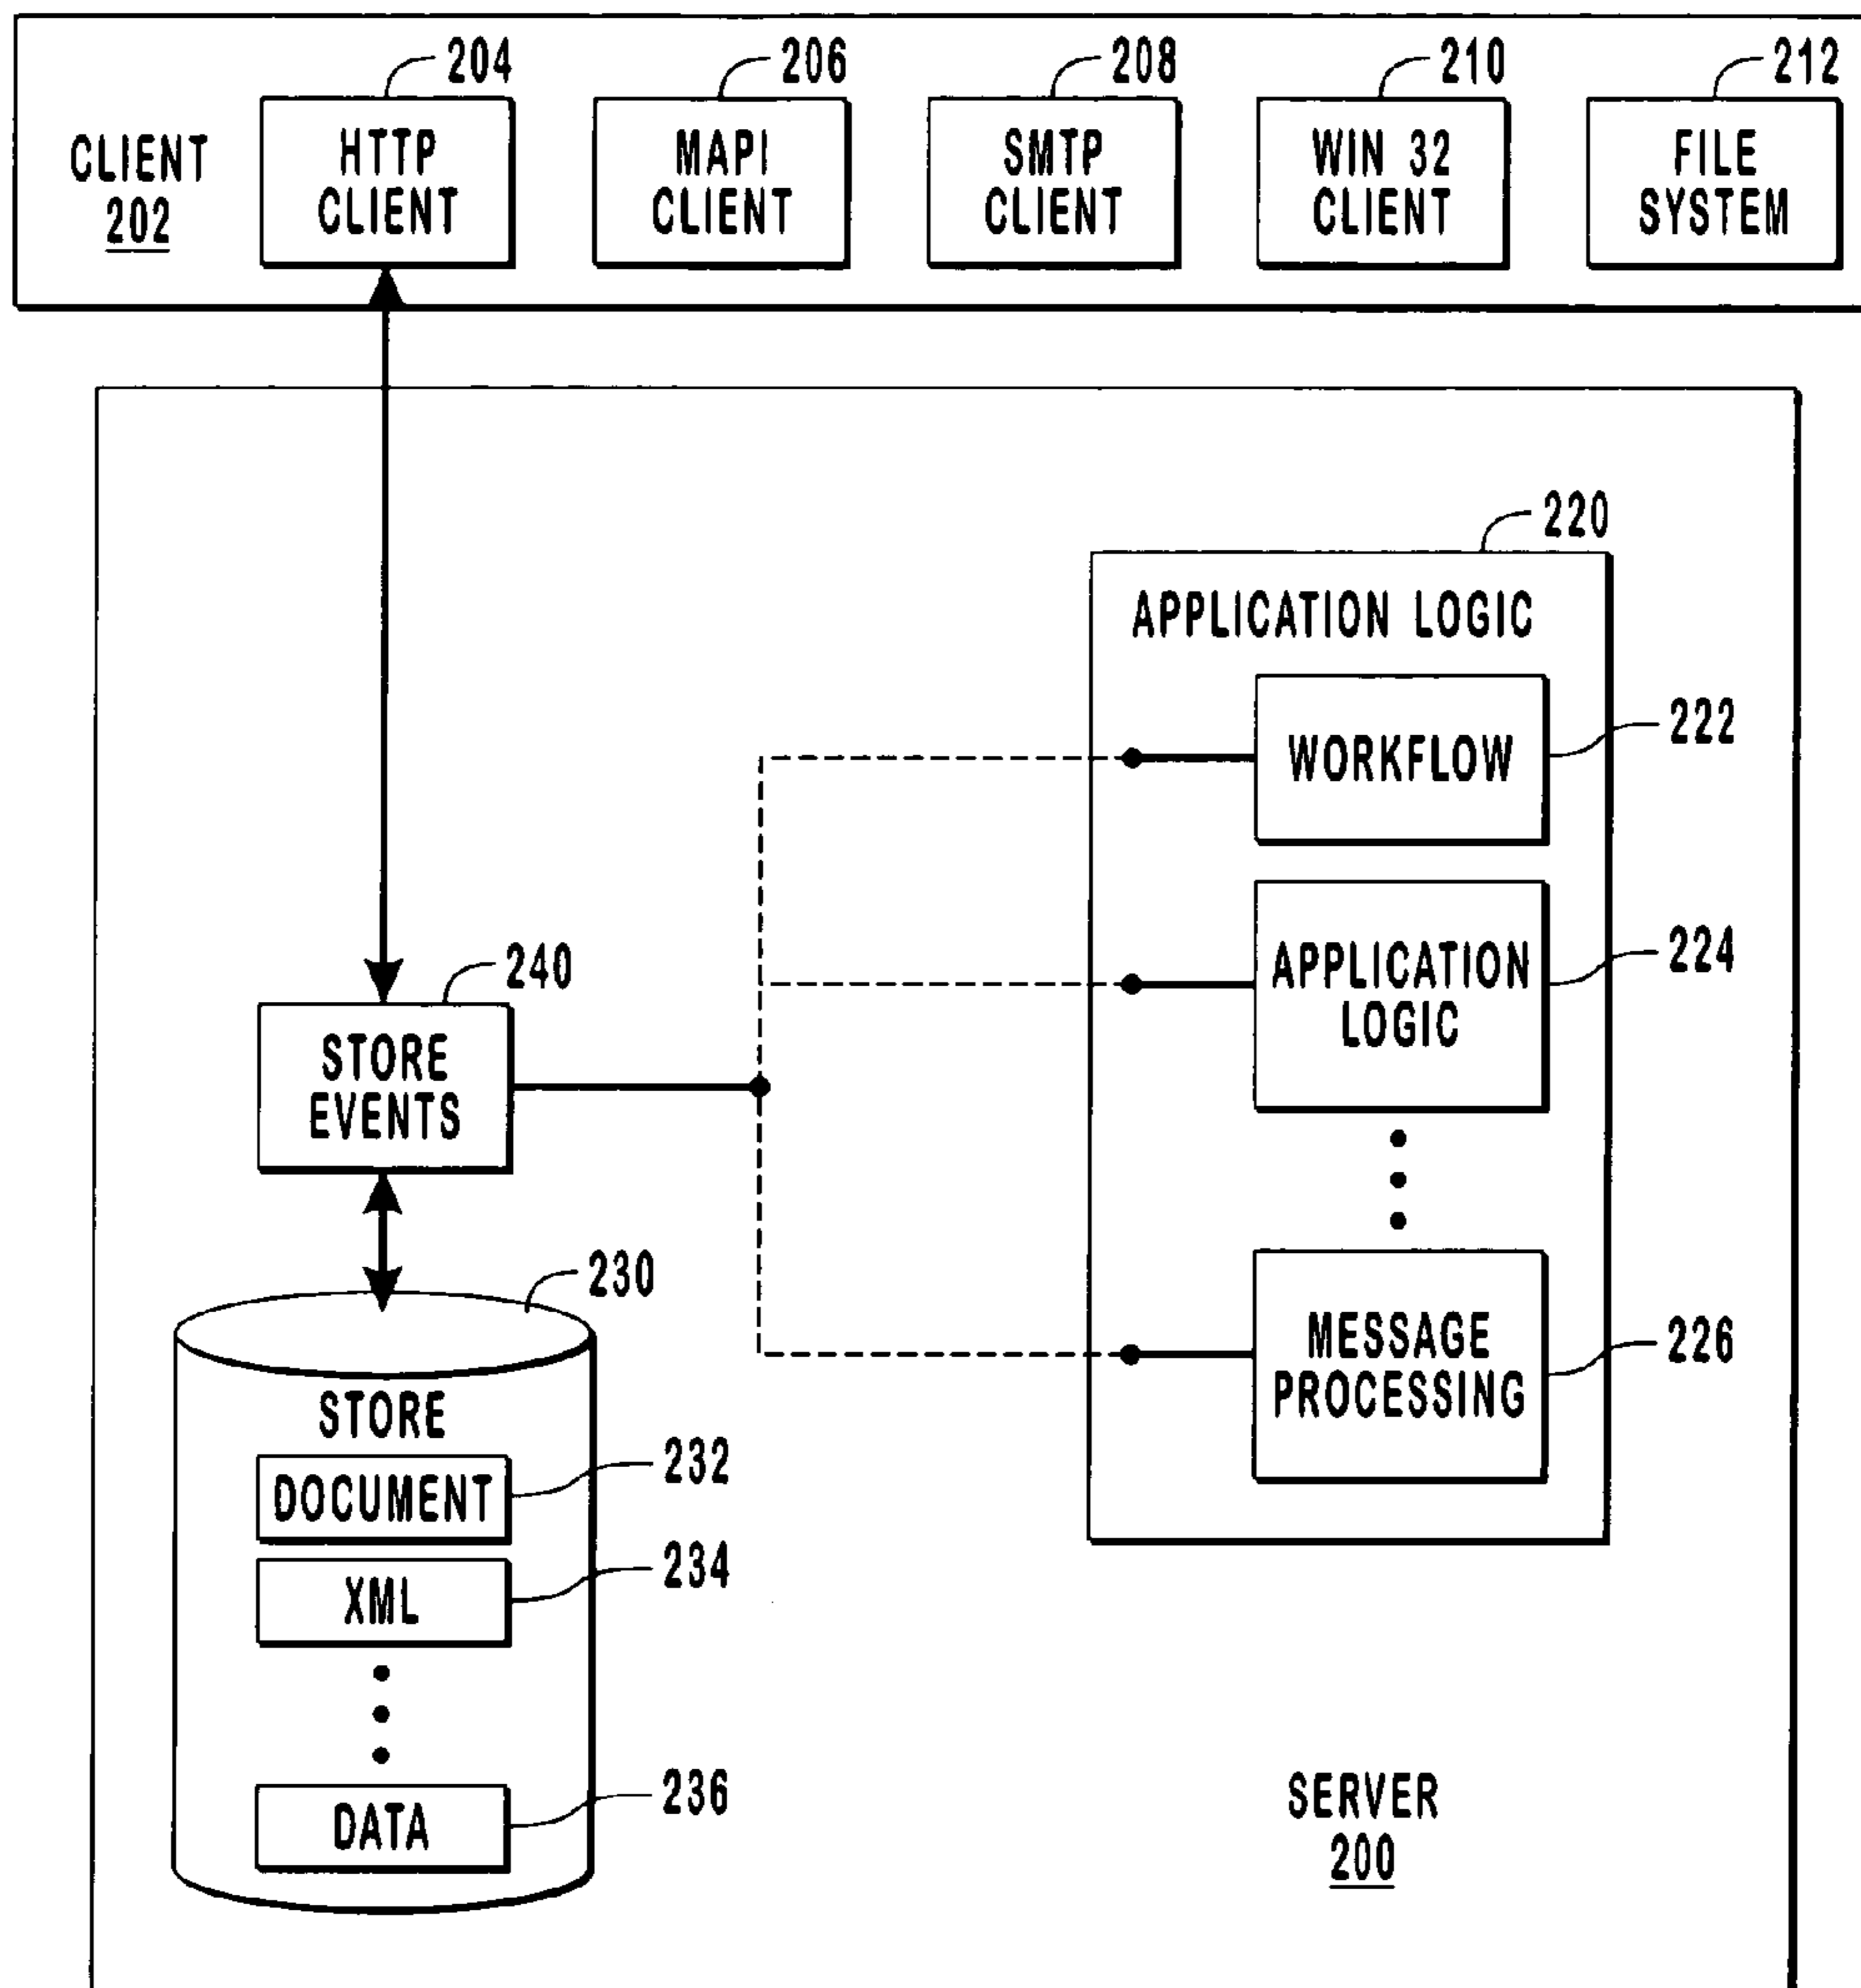 204
206
208
210
212
CLIENT
202
HTTP
CLIENT
MAPI
CLIENT
SMTP
CLIENT
WIN 32
CLIENT
FILE
SYSTEM
220
APPLICATION LOGIC
WORKFLOW
222
APPLICATION
LOGIC
224
240
STORE
EVENTS
MESSAGE
PROCESSING
226
230
STORE
DOCUMENT
232
XML
234
DATA
236
SERVER
200